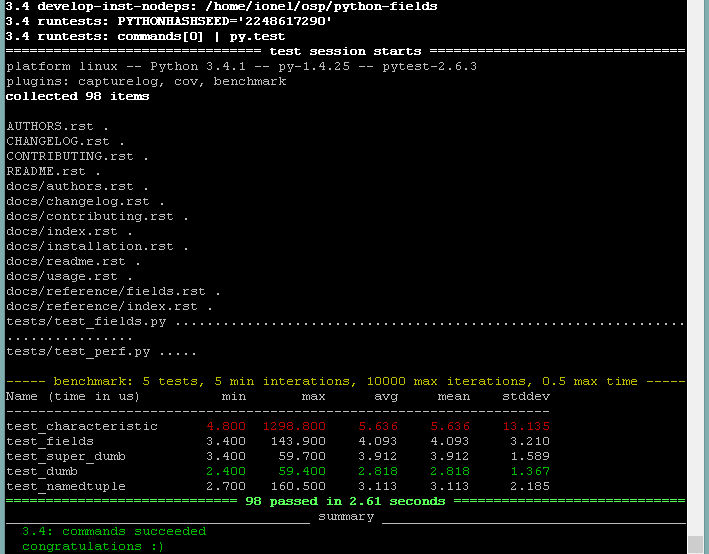 3.4 develop-inst-nodeps: /home/ionel/osp/python-fields
3.4 runtests: PYTHONHASHSEED='2248617290'
3.4 runtests: commands[0] | py.test
================================ test session starts ================================
platform linux -- Python 3.4.1 -- py-1.4.25 -- pytest-2.6.3
plugins: capturelog, cov, benchmark
collected 98 items
AUTHORS.rst .
CHANGELOG.rst .
CONTRIBUTING.rst .
README.rst .
docs/authors.rst .
docs/changelog.rst .
docs/contributing.rst .
docs/index.rst .
docs/installation.rst .
docs/readme.rst .
docs/usage.rst .
docs/reference/fields.rst .
docs/reference/index.rst .
tests/test_fields.py ................................................................
................
tests/test_perf.py .....
----- benchmark: 5 tests, 5 min interations, 10000 max iterations, 0.5 max time -----
Name (time in us)          min       max      avg     mean    stddev
--------------------------------------------------------------------
test_characteristic      4.800  1298.800    5.636    5.636    13.135
test_fields              3.400   143.900    4.093    4.093     3.210
test_super_dumb          3.400    59.700    3.912    3.912     1.589
test_dumb                2.400    59.400    2.818    2.818     1.367
test_namedtuple          2.700   160.500    3.113    3.113     2.185
============================= 98 passed in 2.61 seconds =============================
______________________________________ summary ______________________________________
3.4: commands succeeded
congratulations :)